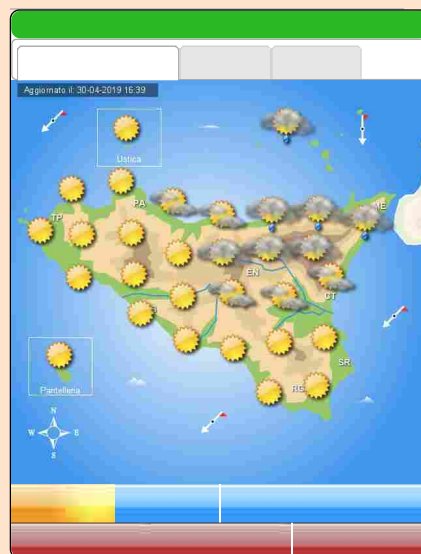 Aggiornato il: 30-04-2019 16:39
Ustica
PA
ME
TP
EN
CT
Pantelleria
SR
RG
N
W E
S